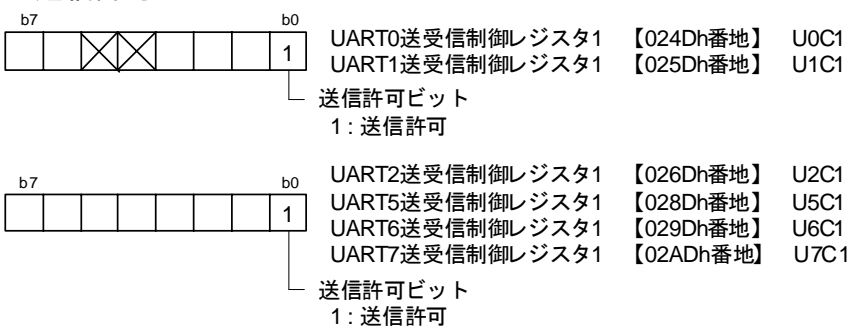 b7 b0
1
UART0送受信制御レジスタ1 【024Dh番地】 U0C1
UART1送受信制御レジスタ1 【025Dh番地】 U1C1
送信許可ビット
1 : 送信許可
b7 b0
1
UART2送受信制御レジスタ1 【026Dh番地】 U2C1
UART5送受信制御レジスタ1 【028Dh番地】 U5C1
UART6送受信制御レジスタ1 【029Dh番地】 U6C1
UART7送受信制御レジスタ1 【02ADh番地】 U7C1
送信許可ビット
1 : 送信許可